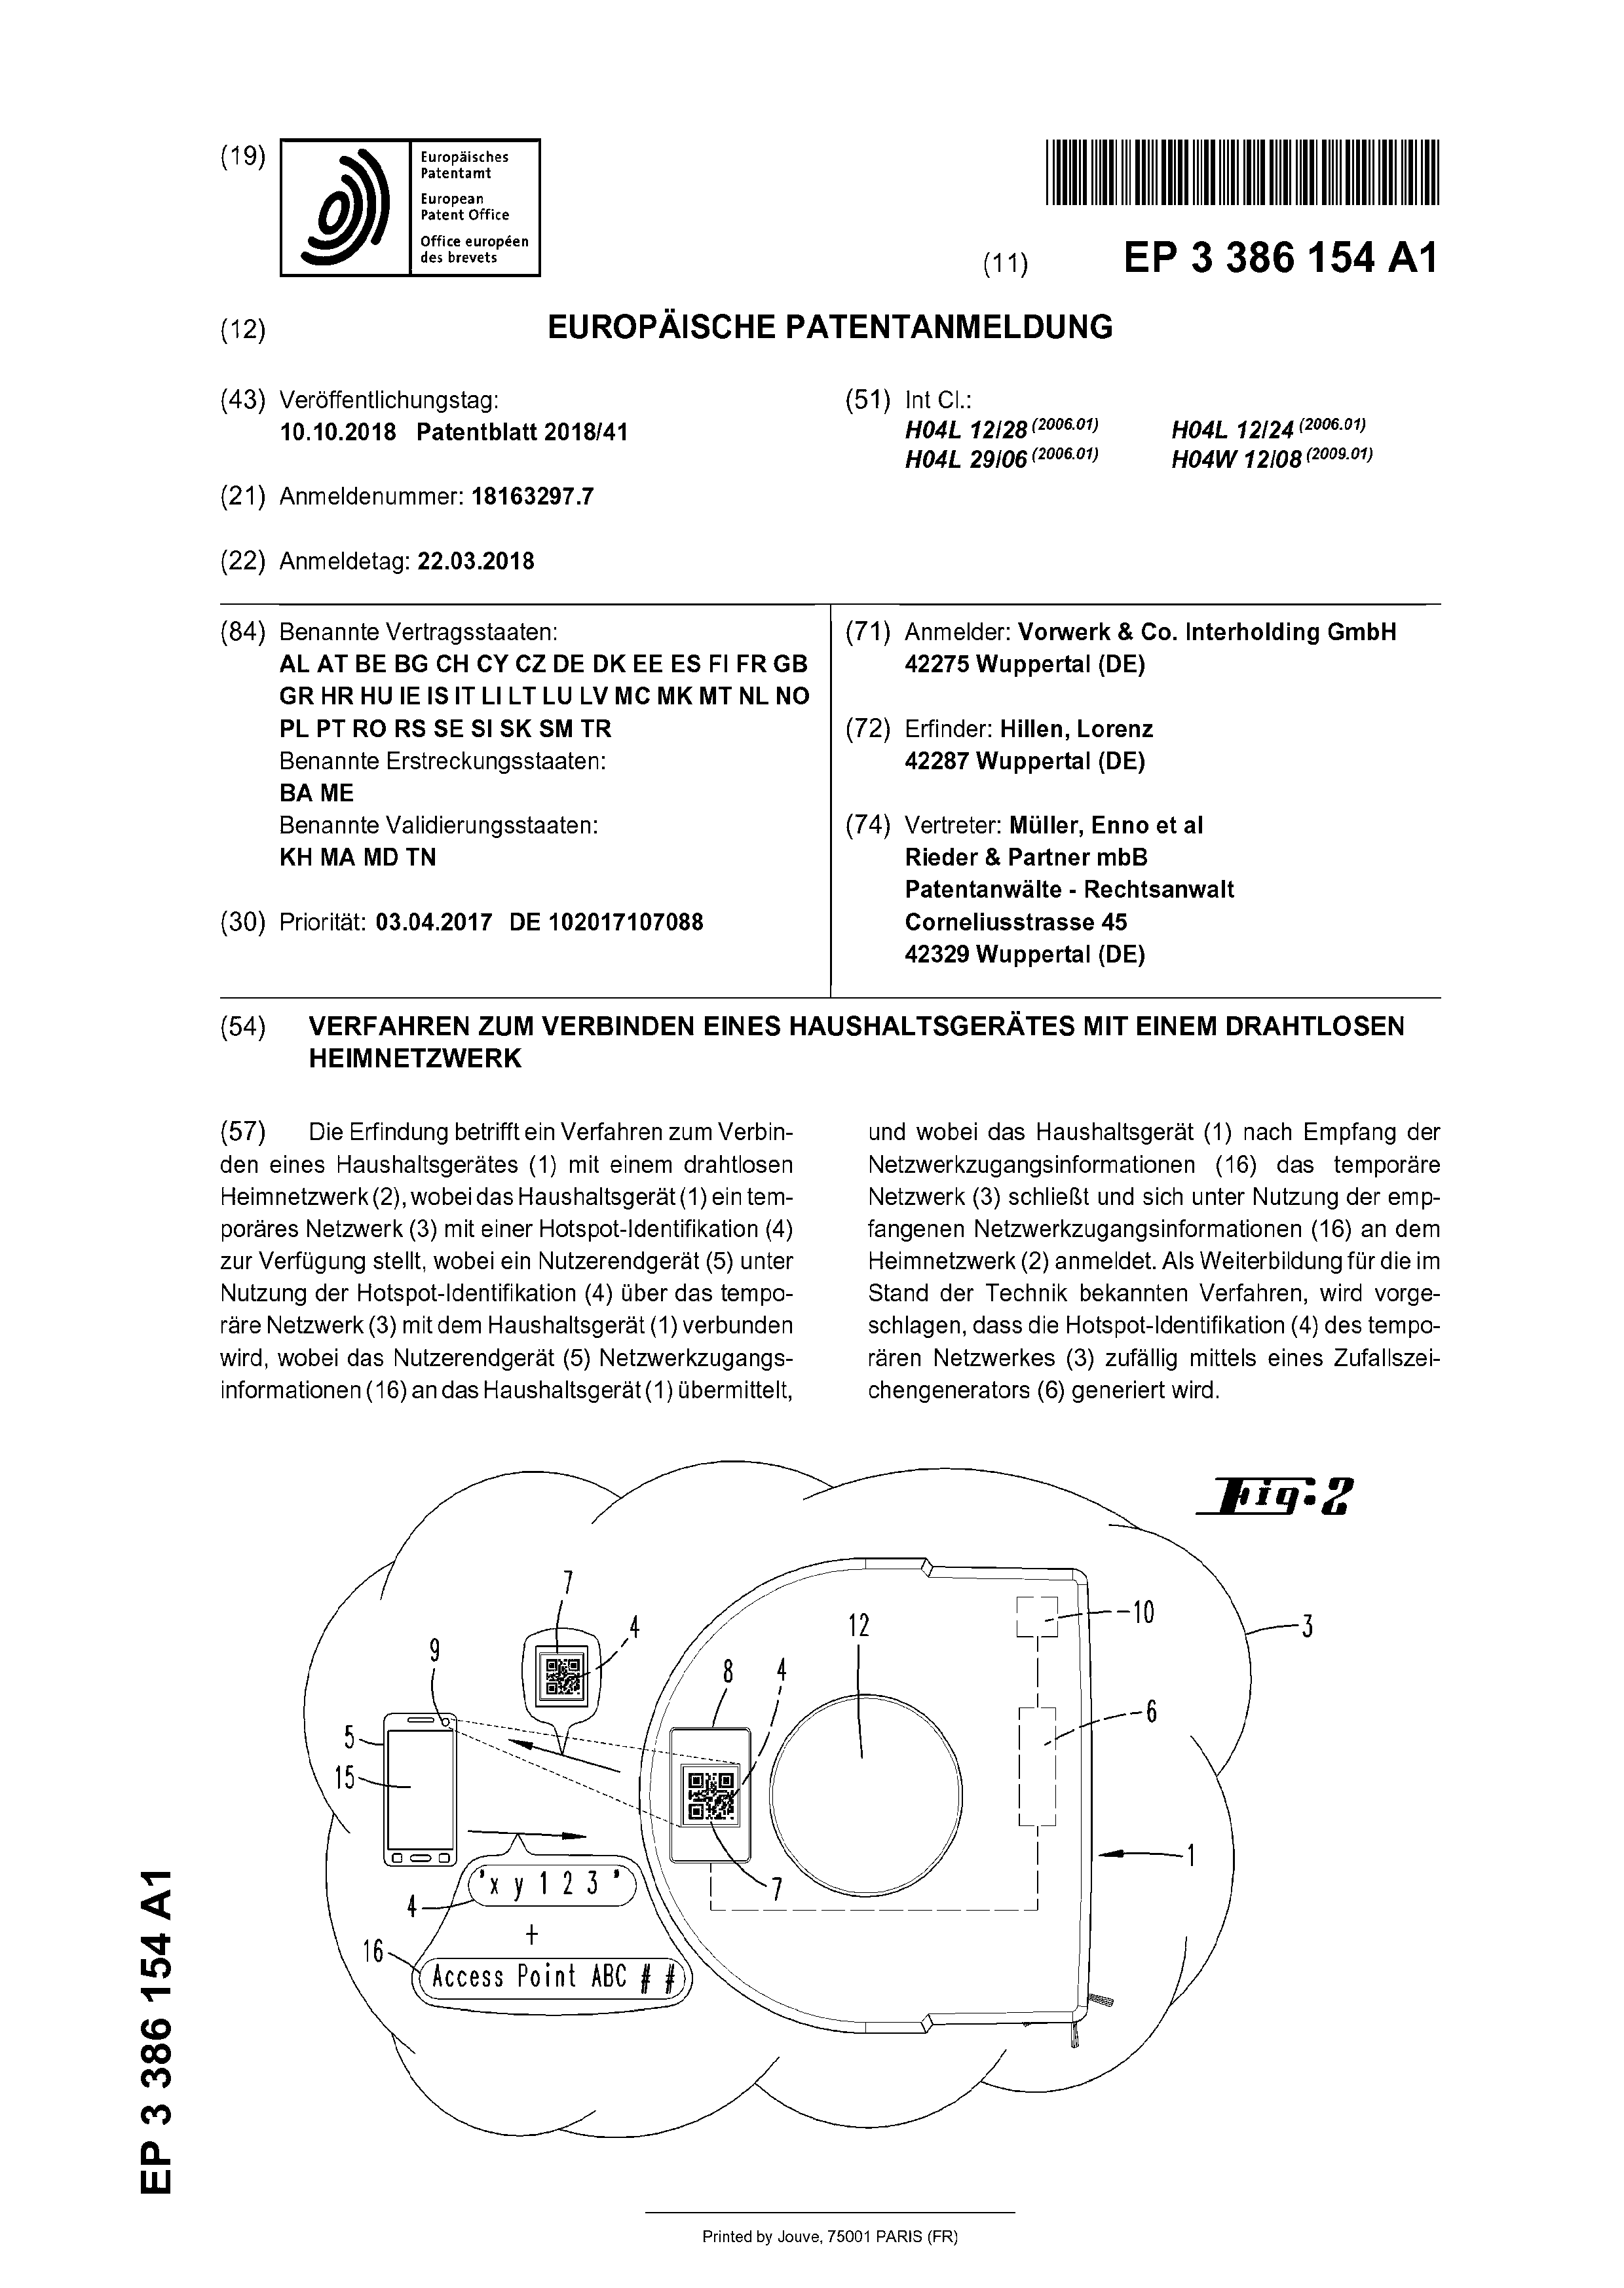 (19)
Europäisches
Patentamt
European
Patent Office
Office européen
des brevets
(11) EP 3 386 154 A1
(12) EUROPÄISCHE PATENTANMELDUNG
(43) Veröffentlichungstag:
10.10.2018 Patentblatt 2018/41
(21) Anmeldenummer: 18163297.7
(22) Anmeldetag: 22.03.2018
(51) Int Cl.:
H04L 12/28 (2006.01) H04L 12/24 (2006.01)
H04L 29/06 (2006.01) H04W 12/08 (2009.01)
(84) Benannte Vertragsstaaten:
AL AT BE BG CH CY CZ DE DK EE ES FI FR GB
GR HR HU IE IS IT LI LT LU LV MC MK MT NL NO
PL PT RO RS SE SI SK SM TR
Benannte Erstreckungsstaaten:
BA ME
Benannte Validierungsstaaten:
KH MA MD TN
(30) Priorität: 03.04.2017 DE 102017107088
(71) Anmelder: Vorwerk & Co. Interholding GmbH
42275 Wuppertal (DE)
(72) Erfinder: Hillen, Lorenz
42287 Wuppertal (DE)
(74) Vertreter: Müller, Enno et al
Rieder & Partner mbB
Patentanwälte - Rechtsanwalt
Corneliusstrasse 45
42329 Wuppertal (DE)
(54) VERFAHREN ZUM VERBINDEN EINES HAUSHALTSGERÄTES MIT EINEM DRAHTLOSEN
HEIMNETZWERK
(57) Die Erfindung betrifft ein Verfahren zum Verbin-
den eines Haushaltsgerätes (1) mit einem drahtlosen
Heimnetzwerk (2), wobei das Haushaltsgerät (1) ein tem-
poräres Netzwerk (3) mit einer Hotspot-Identifikation (4)
zur Verfügung stellt, wobei ein Nutzerendgerät (5) unter
Nutzung der Hotspot-Identifikation (4) über das tempo-
räre Netzwerk (3) mit dem Haushaltsgerät (1) verbunden
wird, wobei das Nutzerendgerät (5) Netzwerkzugangs-
informationen (16) an das Haushaltsgerät (1) übermittelt,
und wobei das Haushaltsgerät (1) nach Empfang der
Netzwerkzugangsinformationen (16) das temporäre
Netzwerk (3) schließt und sich unter Nutzung der emp-
fangenen Netzwerkzugangsinformationen (16) an dem
Heimnetzwerk (2) anmeldet. Als Weiterbildung für die im
Stand der Technik bekannten Verfahren, wird vorge-
schlagen, dass die Hotspot-Identifikation (4) des tempo-
rären Netzwerkes (3) zufällig mittels eines Zufallszei-
chengenerators (6) generiert wird.
Fig: 2
7
4
9
12
10
3
8
4
5
6
15
1
7
'x y 1 2 3 '
4
+
16
Access Point ABC # #
EP 3 386 154 A1
Printed by Jouve, 75001 PARIS (FR)